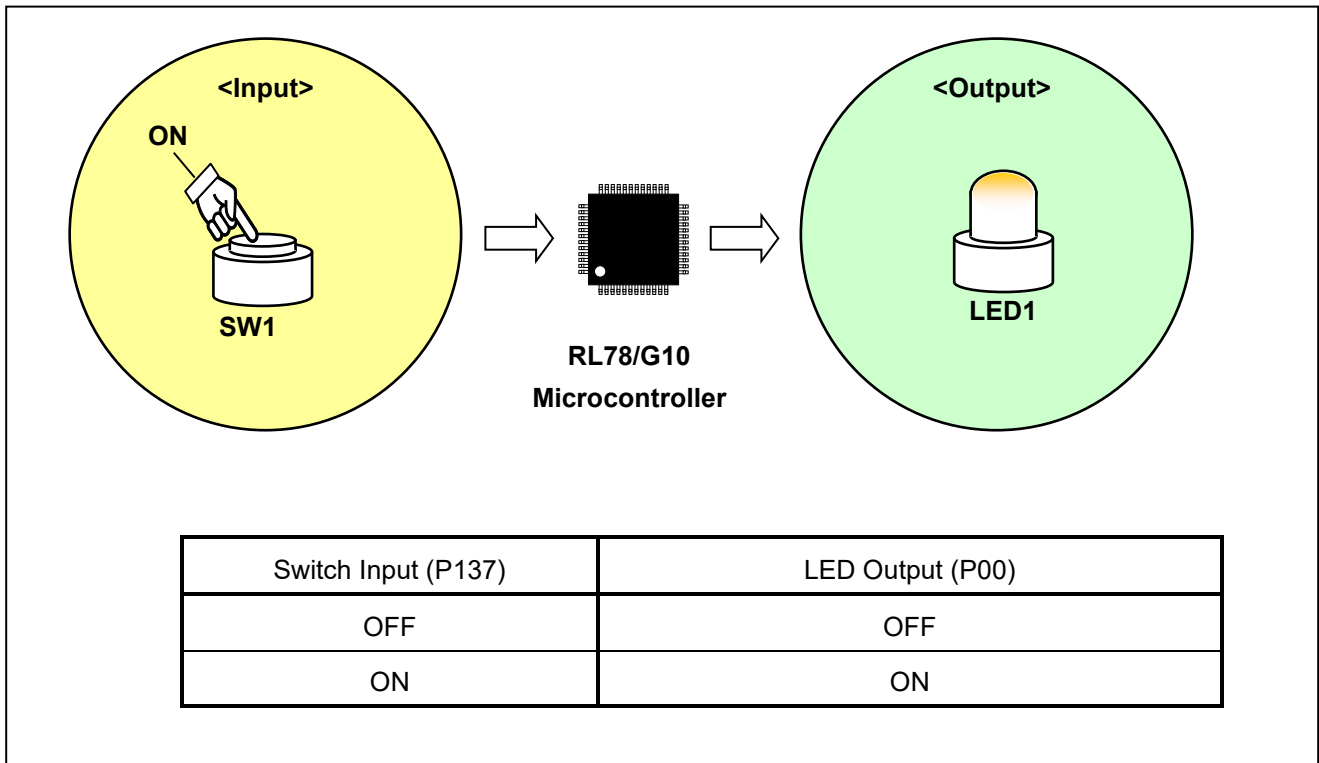 <Input>
ON
SW1
RL78/G10
Microcontroller
<Output>
LED1
Switch Input (P137) LED Output (P00)
OFF OFF
ON ON